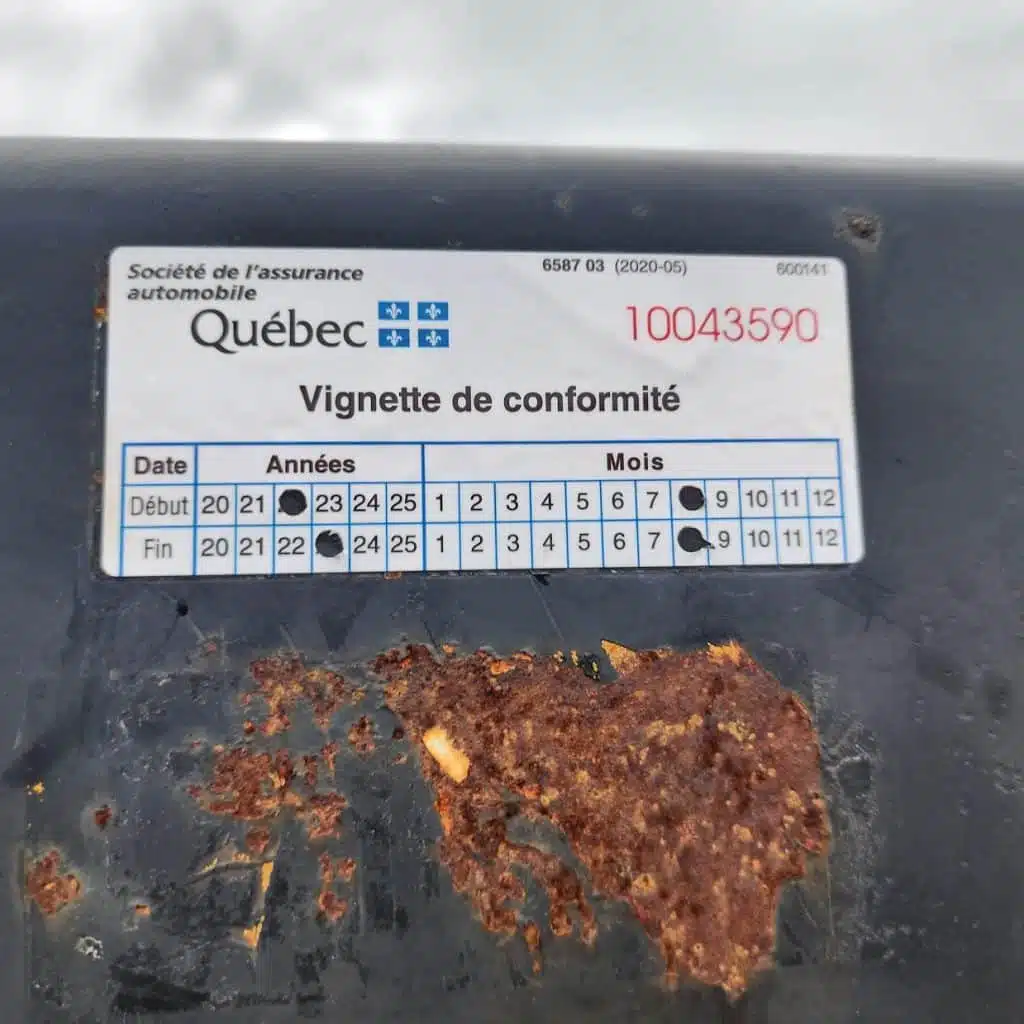 Société de l'assurance
automobile
Québec
6587 03 (2020-05)
600141
10043590
Vignette de conformité
Date Années Mois
Début 20 21 23 24 25 1 2 3 4 5 6 7 9 10 11 12
Fin 20 21 22 24 25 1 2 3 4 5 6 7 9 10 11 12